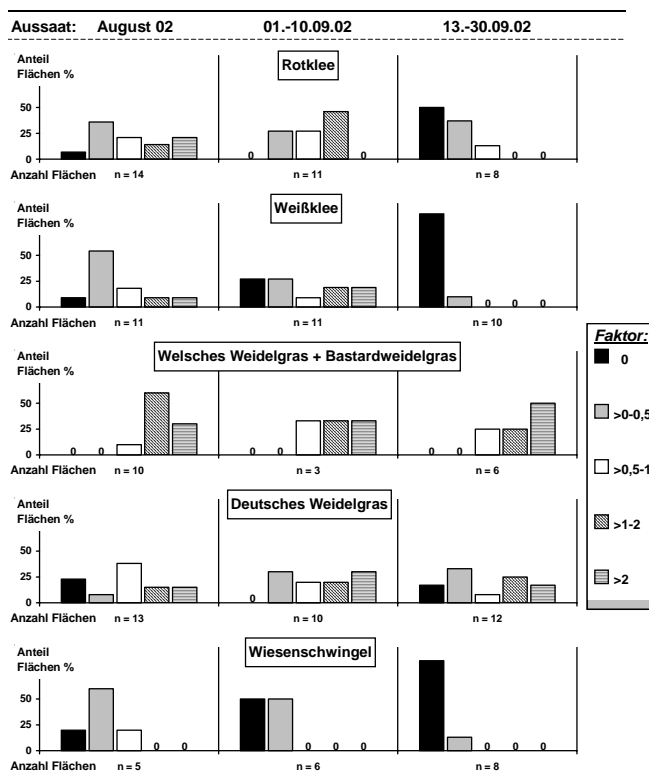 Aussaat: August 02 01.-10.09.02 13.-30.09.02
Anteil
Flächen %
Rotklee
50
25
0
0 0 0 0
Anzahl Flächen n = 14 n = 11 n = 8
Anteil
Flächen %
Weißklee
50
25
0
0 0 0
Anzahl Flächen n = 11 n = 11 n = 10
Anteil
Flächen %
Welsches Weidelgras + Bastardweidelgras
50
25
0
0 0 0 0 0 0
Anzahl Flächen n = 10 n = 3 n = 6
Anteil
Flächen %
Deutsches Weidelgras
50
25
0
0
Anzahl Flächen n = 13 n = 10 n = 12
Anteil
Flächen %
Wiesenschwingel
50
25
0
0 0 0 0 0 0 0 0
Anzahl Flächen n = 5 n = 6 n = 8
Faktor:
0
>0-0,5
>0,5-1
>1-2
>2